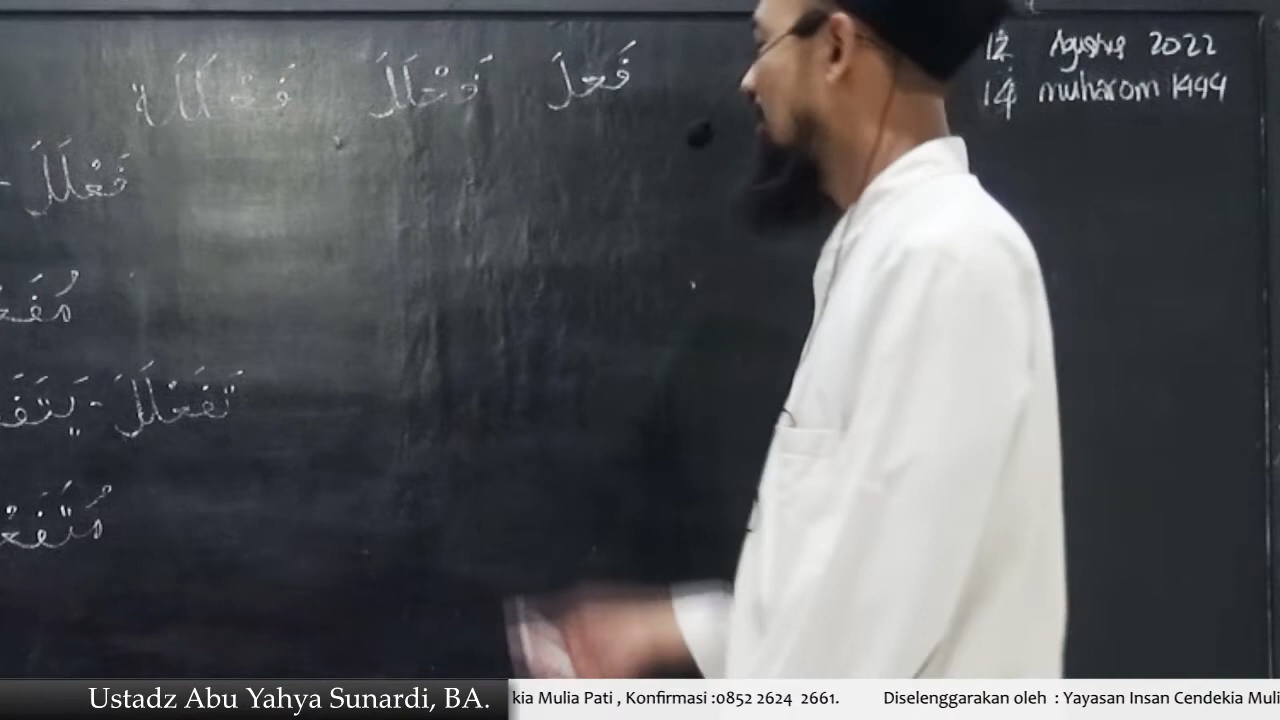 12 Agustus 2022
14 muharom 1444
فَعَلَ فَعْلَلَ فَعْلَلَة
فَعْلَلَ -
مُفَعْ
تَفَعْلَلَ - يَتَفَ
مُتَفَعْ
Ustadz Abu Yahya Sunardi, BA.
kia Mulia Pati , Konfirmasi :0852 2624 2661. Diselenggarakan oleh : Yayasan Insan Cendekia Muli